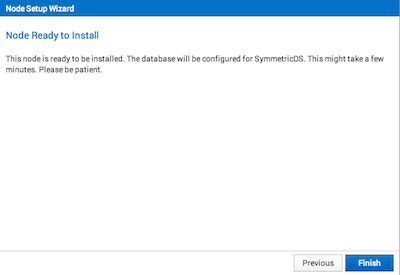 Node Setup Wizard
Node Ready to Install
This node is ready to be installed. The database will be configured for SymmetricDS. This might take a few
minutes. Please be patient.
Previous
Finish